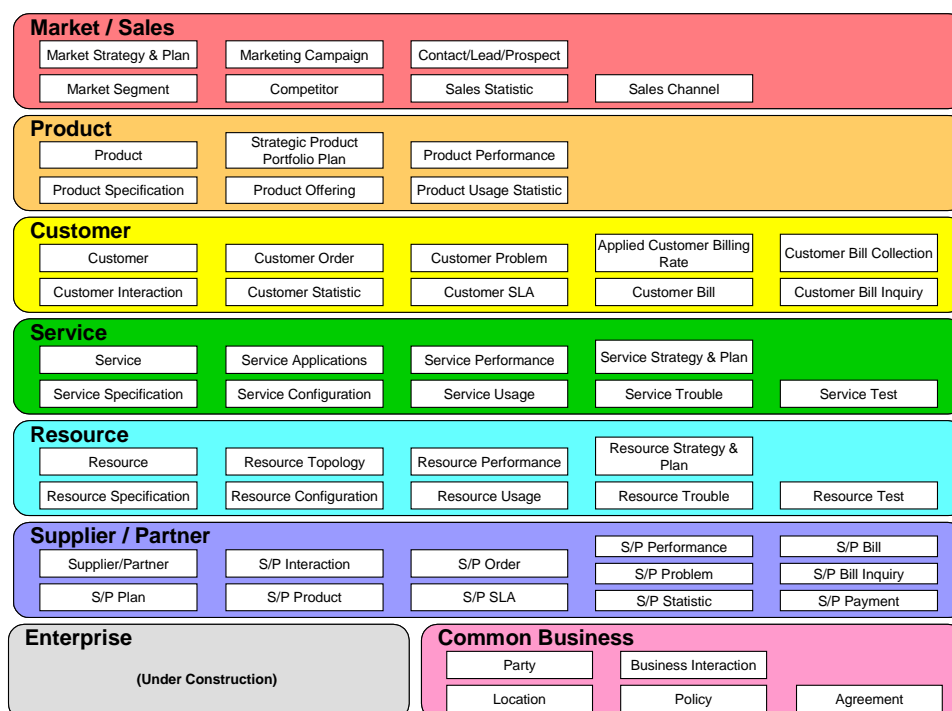 Market / Sales
Market Strategy & Plan
Marketing Campaign
Contact/Lead/Prospect
Market Segment
Competitor
Sales Statistic
Sales Channel
Product
Product
Strategic Product
Portfolio Plan
Product Performance
Product Specification
Product Offering
Product Usage Statistic
Customer
Customer
Customer Order
Customer Problem
Applied Customer Billing
Rate
Customer Bill Collection
Customer Interaction
Customer Statistic
Customer SLA
Customer Bill
Customer Bill Inquiry
Service
Service
Service Applications
Service Performance
Service Strategy & Plan
Service Specification
Service Configuration
Service Usage
Service Trouble
Service Test
Resource
Resource
Resource Topology
Resource Performance
Resource Strategy &
Plan
Resource Specification
Resource Configuration
Resource Usage
Resource Trouble
Resource Test
Supplier / Partner
Supplier/Partner
S/P Interaction
S/P Order
S/P Performance
S/P Bill
S/P Problem
S/P Bill Inquiry
S/P Plan
S/P Product
S/P SLA
S/P Statistic
S/P Payment
Enterprise
(Under Construction)
Common Business
Party
Business Interaction
Location
Policy
Agreement